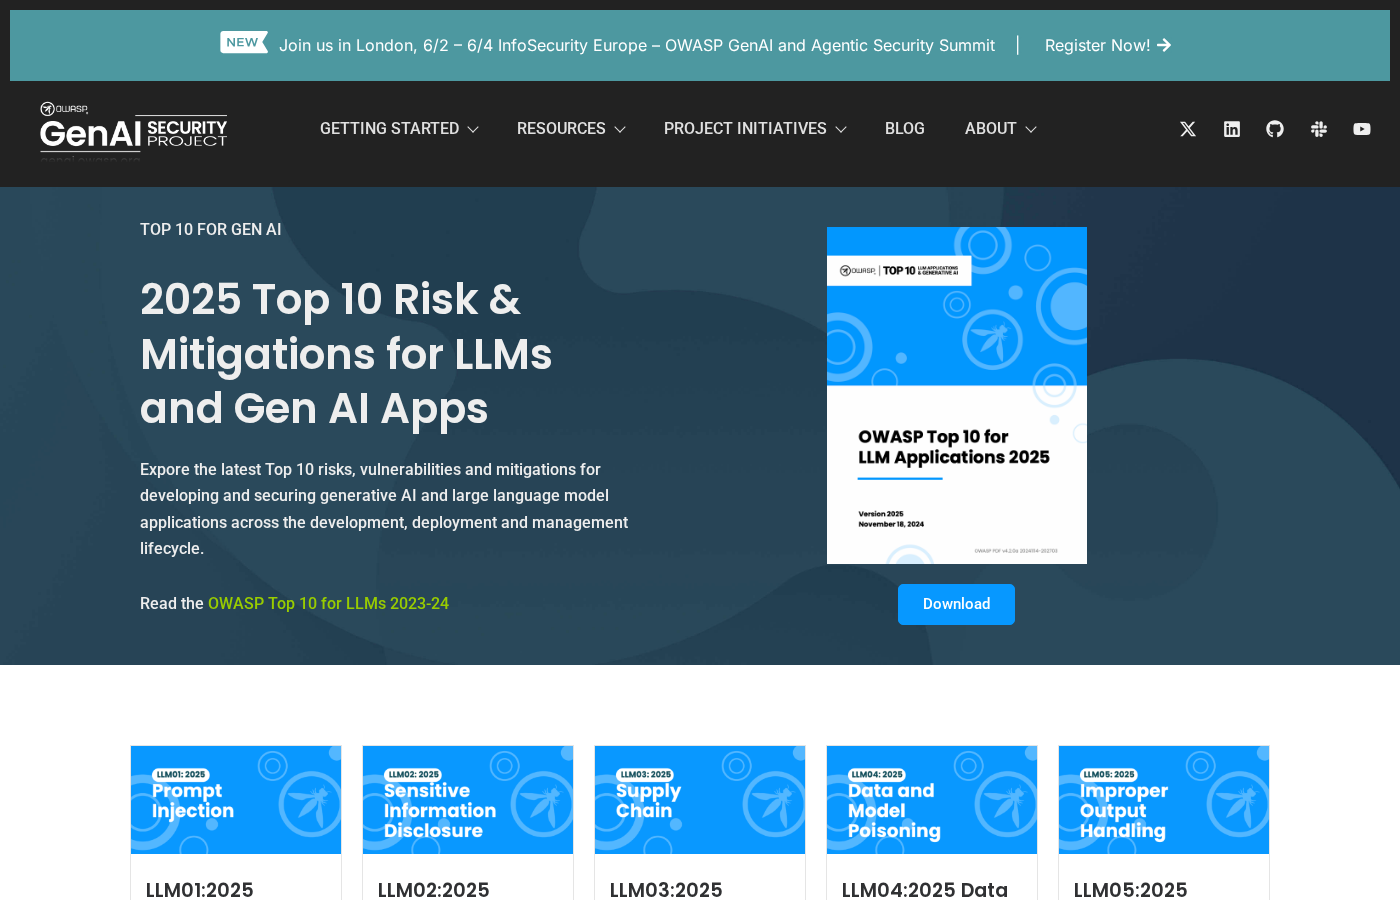 NEW Join us in London, 6/2 – 6/4 InfoSecurity Europe – OWASP GenAI and Agentic Security Summit | Register Now!
OWASP
GenAI SECURITY PROJECT
genai.owasp.org
GETTING STARTED RESOURCES PROJECT INITIATIVES BLOG ABOUT
TOP 10 FOR GEN AI
2025 Top 10 Risk &
Mitigations for LLMs
and Gen AI Apps
Expore the latest Top 10 risks, vulnerabilities and mitigations for
developing and securing generative AI and large language model
applications across the development, deployment and management
lifecycle.
Read the OWASP Top 10 for LLMs 2023-24
OWASP | TOP 10 LLM APPLICATIONS
& GENERATIVE AI
OWASP Top 10 for
LLM Applications 2025
Version 2025
November 18, 2024
Download
LLM01: 2025
Prompt
Injection
LLM01:2025
LLM02: 2025
Sensitive
Information
Disclosure
LLM02:2025
LLM03: 2025
Supply
Chain
LLM03:2025
LLM04: 2025
Data and
Model
Poisoning
LLM04:2025 Data
LLM05: 2025
Improper
Output
Handling
LLM05:2025